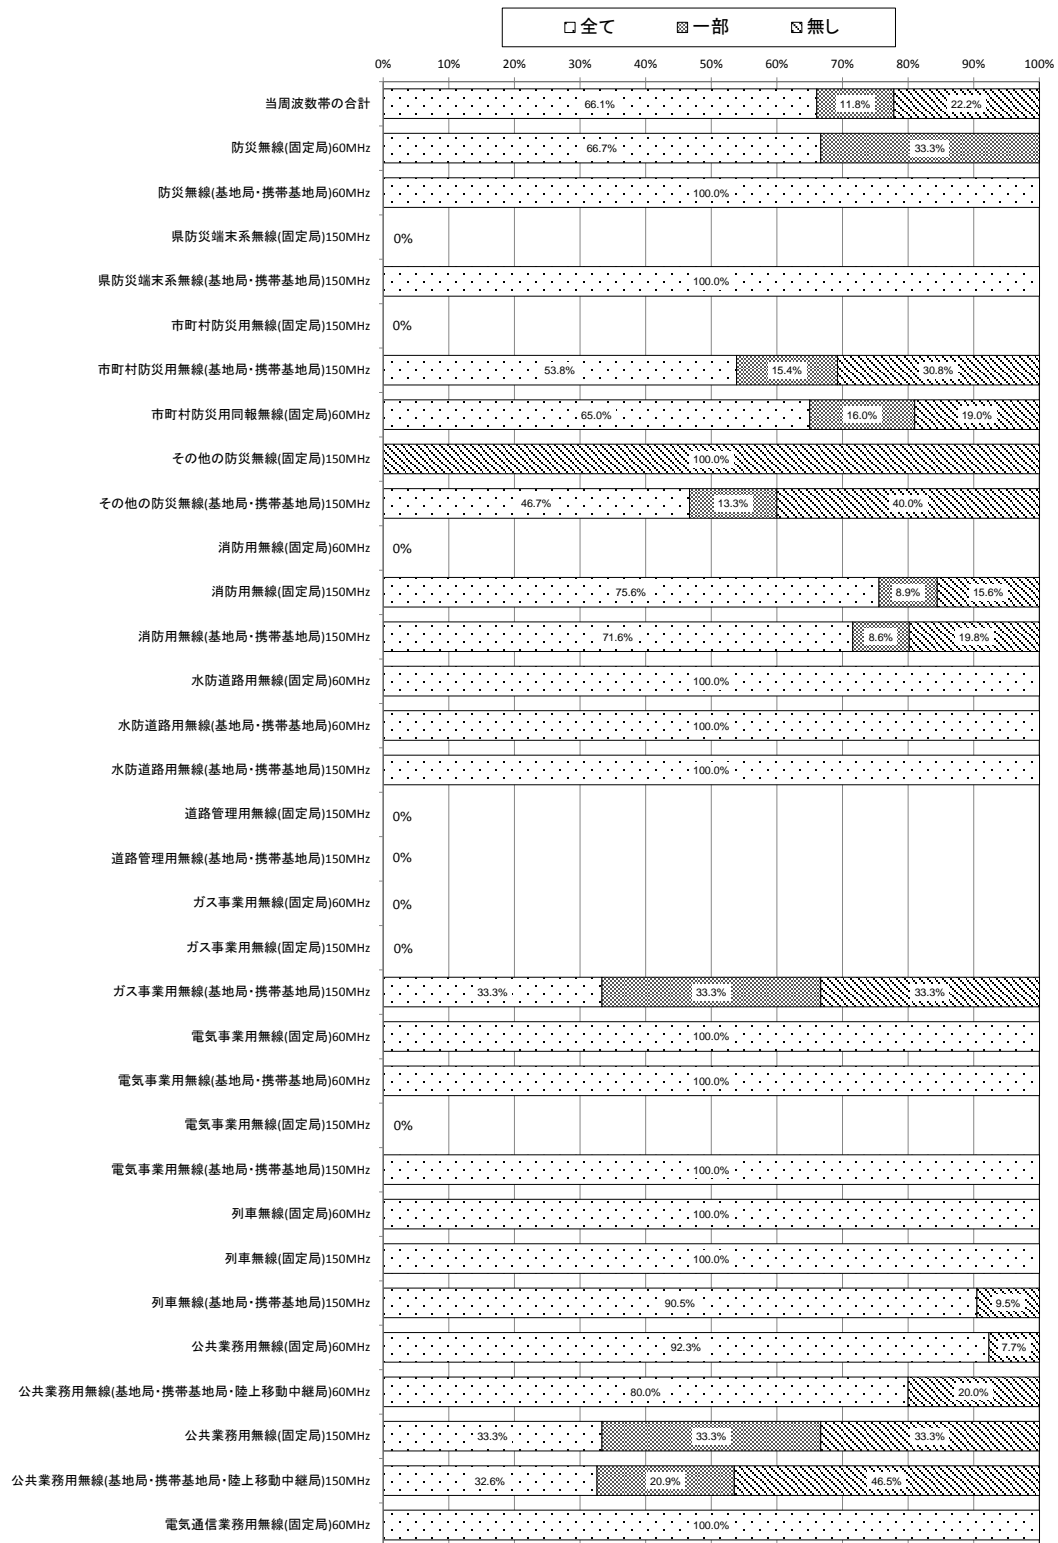 全て 一部 無し
0% 10% 20% 30% 40% 50% 60% 70% 80% 90% 100%
当周波数帯の合計 66.1% 11.8% 22.2%
防災無線(固定局)60MHz 66.7% 33.3%
防災無線(基地局・携帯基地局)60MHz 100.0%
県防災端末系無線(固定局)150MHz 0%
県防災端末系無線(基地局・携帯基地局)150MHz 100.0%
市町村防災用無線(固定局)150MHz 0%
市町村防災用無線(基地局・携帯基地局)150MHz 53.8% 15.4% 30.8%
市町村防災用同報無線(固定局)60MHz 65.0% 16.0% 19.0%
その他の防災無線(固定局)150MHz 100.0%
その他の防災無線(基地局・携帯基地局)150MHz 46.7% 13.3% 40.0%
消防用無線(固定局)60MHz 0%
消防用無線(固定局)150MHz 75.6% 8.9% 15.6%
消防用無線(基地局・携帯基地局)150MHz 71.6% 8.6% 19.8%
水防道路用無線(固定局)60MHz 100.0%
水防道路用無線(基地局・携帯基地局)60MHz 100.0%
水防道路用無線(基地局・携帯基地局)150MHz 100.0%
道路管理用無線(固定局)150MHz 0%
道路管理用無線(基地局・携帯基地局)150MHz 0%
ガス事業用無線(固定局)60MHz 0%
ガス事業用無線(固定局)150MHz 0%
ガス事業用無線(基地局・携帯基地局)150MHz 33.3% 33.3% 33.3%
電気事業用無線(固定局)60MHz 100.0%
電気事業用無線(基地局・携帯基地局)60MHz 100.0%
電気事業用無線(固定局)150MHz 0%
電気事業用無線(基地局・携帯基地局)150MHz 100.0%
列車無線(固定局)60MHz 100.0%
列車無線(固定局)150MHz 100.0%
列車無線(基地局・携帯基地局)150MHz 90.5% 9.5%
公共業務用無線(固定局)60MHz 92.3% 7.7%
公共業務用無線(基地局・携帯基地局・陸上移動中継局)60MHz 80.0% 20.0%
公共業務用無線(固定局)150MHz 33.3% 33.3% 33.3%
公共業務用無線(基地局・携帯基地局・陸上移動中継局)150MHz 32.6% 20.9% 46.5%
電気通信業務用無線(固定局)60MHz 100.0%